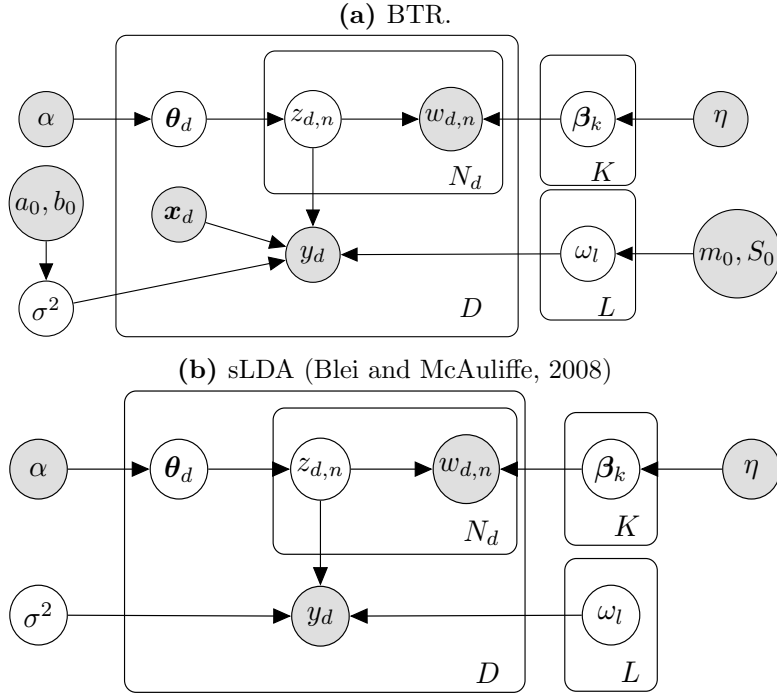 (a) BTR.
α θ_d z_{d,n} w_{d,n} β_k η
N_d K
a_0, b_0 x_d
y_d ω_l m_0, S_0
σ^2 D L
(b) sLDA (Blei and McAuliffe, 2008)
α θ_d z_{d,n} w_{d,n} β_k η
N_d K
σ^2 y_d ω_l
D L